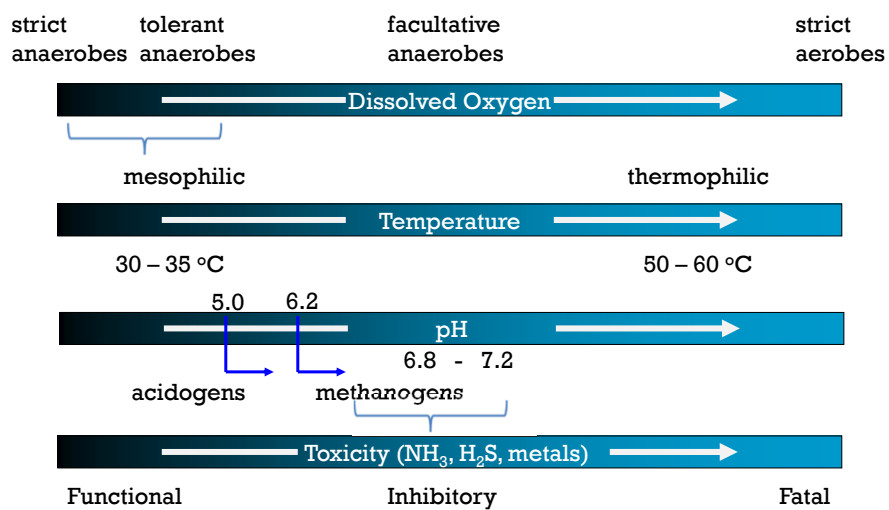 strict tolerant facultative strict
anaerobes anaerobes anaerobes aerobes
Dissolved Oxygen
mesophilic thermophilic
Temperature
30 – 35 °C 50 – 60 °C
5.0 6.2
pH
6.8 - 7.2
acidogens methanogens
Toxicity (NH₃, H₂S, metals)
Functional Inhibitory Fatal